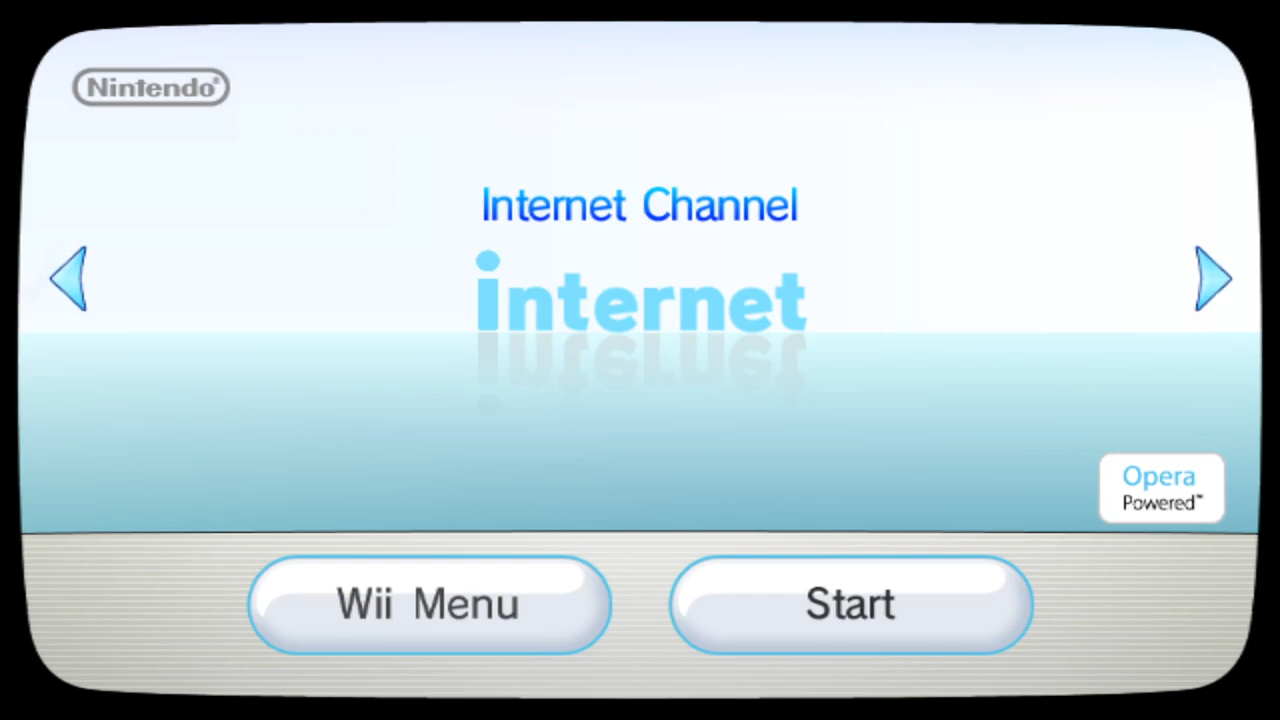 Nintendo®
Internet Channel
internet
Opera
Powered™
Wii Menu
Start